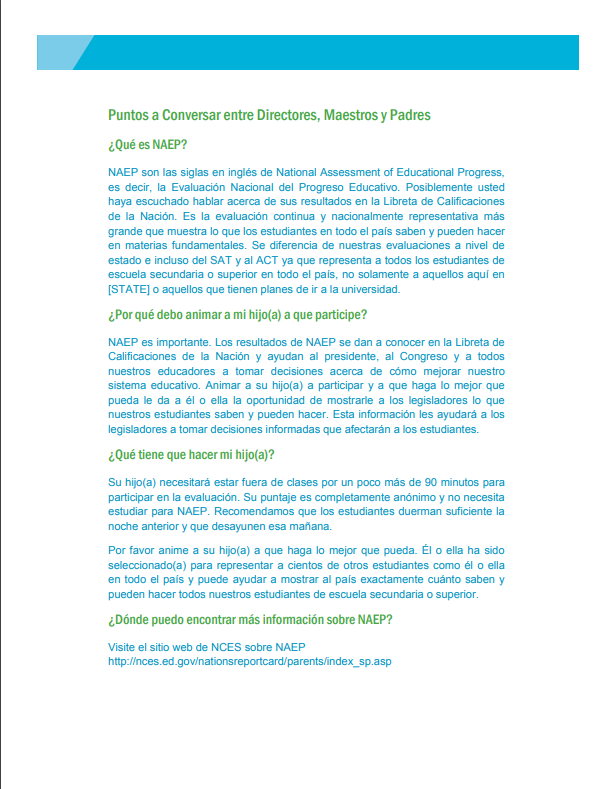 Puntos a Conversar entre Directores, Maestros y Padres
¿Qué es NAEP?
NAEP son las siglas en inglés de National Assessment of Educational Progress,
es decir, la Evaluación Nacional del Progreso Educativo. Posiblemente usted
haya escuchado hablar acerca de sus resultados en la Libreta de Calificaciones
de la Nación. Es la evaluación continua y nacionalmente representativa más
grande que muestra lo que los estudiantes en todo el país saben y pueden hacer
en materias fundamentales. Se diferencia de nuestras evaluaciones a nivel de
estado e incluso del SAT y al ACT ya que representa a todos los estudiantes de
escuela secundaria o superior en todo el país, no solamente a aquellos aquí en
[STATE] o aquellos que tienen planes de ir a la universidad.
¿Por qué debo animar a mi hijo(a) a que participe?
NAEP es importante. Los resultados de NAEP se dan a conocer en la Libreta de
Calificaciones de la Nación y ayudan al presidente, al Congreso y a todos
nuestros educadores a tomar decisiones acerca de cómo mejorar nuestro
sistema educativo. Animar a su hijo(a) a participar y a que haga lo mejor que
pueda le da a él o ella la oportunidad de mostrarle a los legisladores lo que
nuestros estudiantes saben y pueden hacer. Esta información les ayudará a los
legisladores a tomar decisiones informadas que afectarán a los estudiantes.
¿Qué tiene que hacer mi hijo(a)?
Su hijo(a) necesitará estar fuera de clases por un poco más de 90 minutos para
participar en la evaluación. Su puntaje es completamente anónimo y no necesita
estudiar para NAEP. Recomendamos que los estudiantes duerman suficiente la
noche anterior y que desayunen esa mañana.
Por favor anime a su hijo(a) a que haga lo mejor que pueda. Él o ella ha sido
seleccionado(a) para representar a cientos de otros estudiantes como él o ella
en todo el país y puede ayudar a mostrar al país exactamente cuánto saben y
pueden hacer todos nuestros estudiantes de escuela secundaria o superior.
¿Dónde puedo encontrar más información sobre NAEP?
Visite el sitio web de NCES sobre NAEP
http://nces.ed.gov/nationsreportcard/parents/index_sp.asp